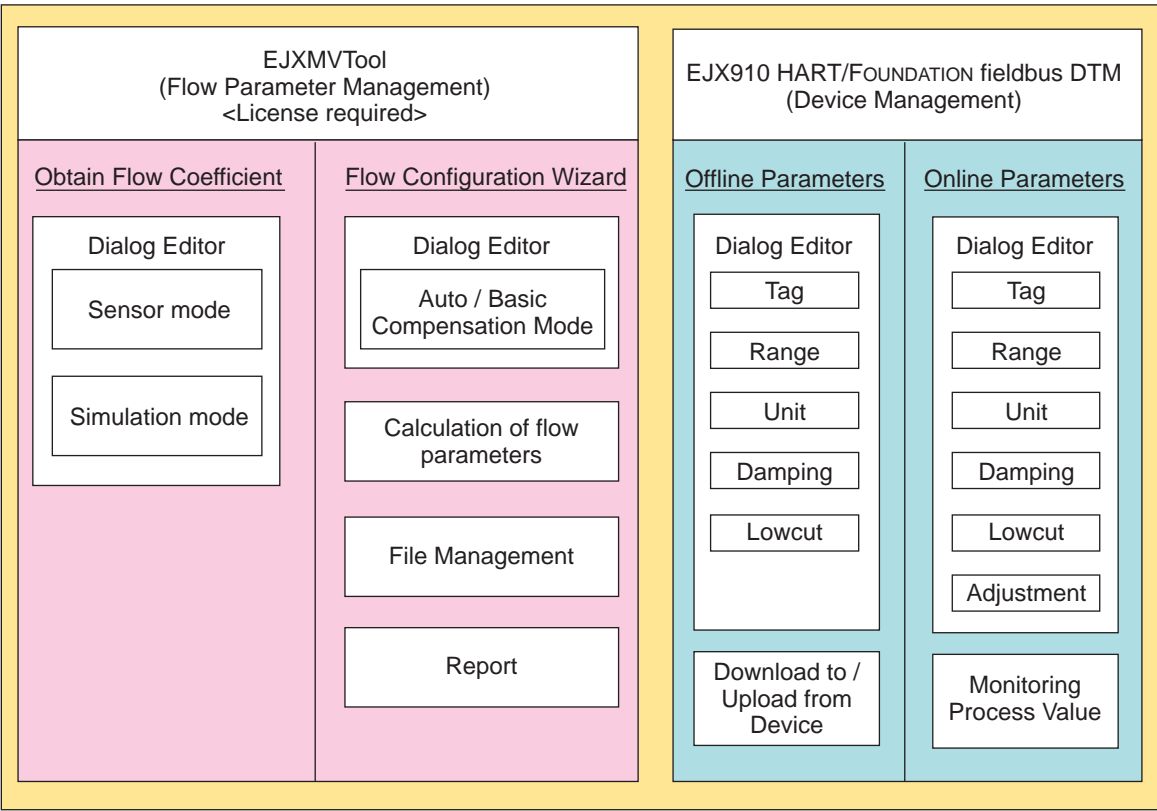 EJXMVTool
(Flow Parameter Management)
<License required>
Obtain Flow Coefficient
Dialog Editor
Sensor mode
Simulation mode
Flow Configuration Wizard
Dialog Editor
Auto / Basic
Compensation Mode
Calculation of flow
parameters
File Management
Report
EJX910 HART/FOUNDATION fieldbus DTM
(Device Management)
Offline Parameters
Dialog Editor
Tag
Range
Unit
Damping
Lowcut
Download to /
Upload from
Device
Online Parameters
Dialog Editor
Tag
Range
Unit
Damping
Lowcut
Adjustment
Monitoring
Process Value